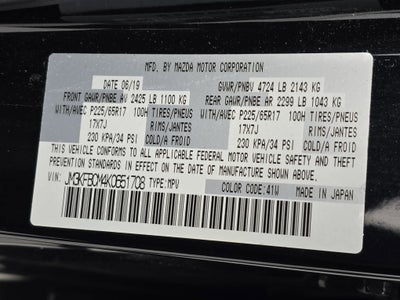 MFD. BY MAZDA MOTOR CORPORATION
DATE 06/19 GVWR/PNBV 4724 LB 2143 KG
FRONT GAWR/PNBE AV 2425 LB 1100 KG REAR GAWR/PNBE AR 2299 LB 1043 KG
WITH/AVEC P225/65R17 100H TIRES/PNEUS WITH/AVEC P225/65R17 100H TIRES/PNEUS
17X7J RIMS/JANTES 17X7J RIMS/JANTES
230 KPA/34 PSI COLD/A FROID 230 KPA/34 PSI COLD/A FROID
THIS VEHICLE CONFORMS TO ALL APPLICABLE FEDERAL MOTOR VEHICLE SAFETY AND THEFT
PREVENTION STANDARDS IN EFFECT ON THE DATE OF MANUFACTURE SHOWN ABOVE.
VIN: JM3KFBCM4K0651708 TYPE:MPV COLOR CODE:41W MADE IN JAPAN